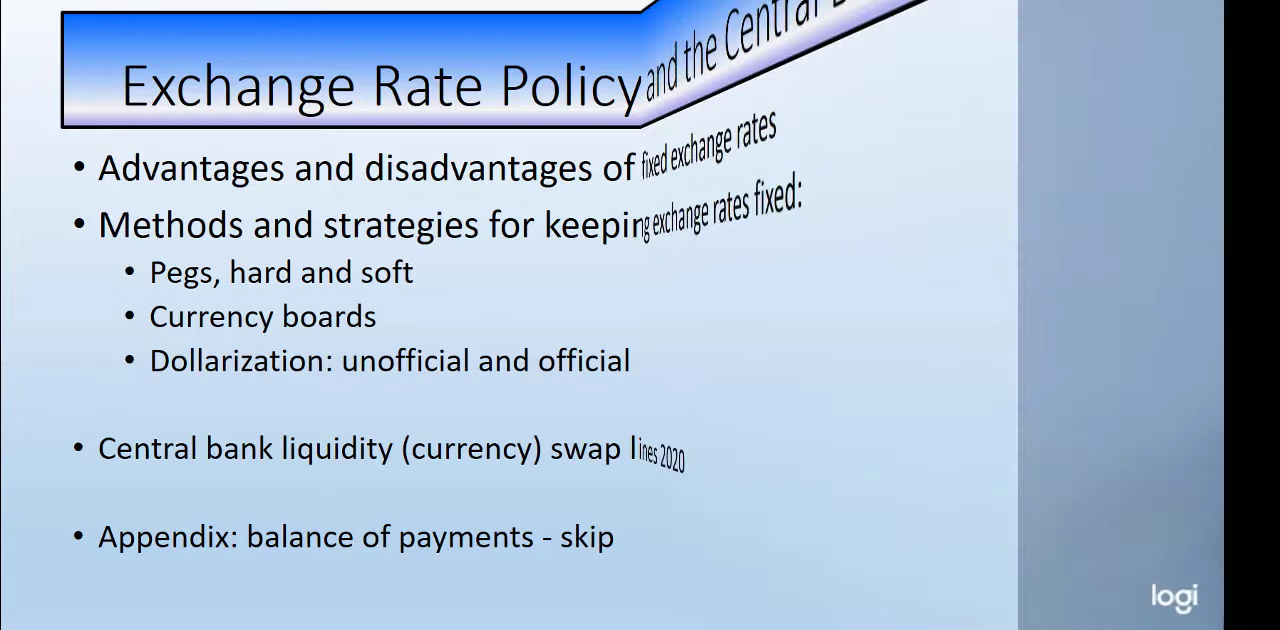 Exchange Rate Policy and the Central
• Advantages and disadvantages of fixed exchange rates
• Methods and strategies for keeping exchange rates fixed:
• Pegs, hard and soft
• Currency boards
• Dollarization: unofficial and official
• Central bank liquidity (currency) swap lines 2020
• Appendix: balance of payments - skip
logi